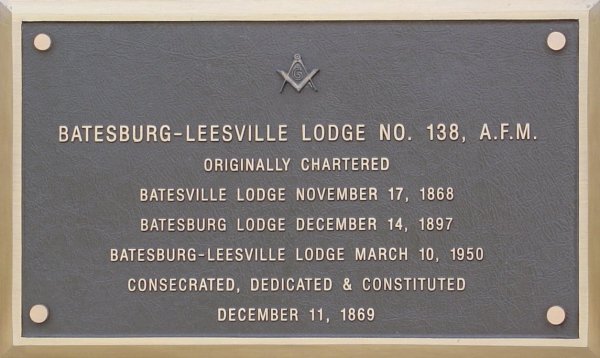 G
BATESBURG-LEESVILLE LODGE NO. 138, A.F.M.
ORIGINALLY CHARTERED
BATESVILLE LODGE NOVEMBER 17, 1868
BATESBURG LODGE DECEMBER 14, 1897
BATESBURG-LEESVILLE LODGE MARCH 10, 1950
CONSECRATED, DEDICATED & CONSTITUTED
DECEMBER 11, 1869